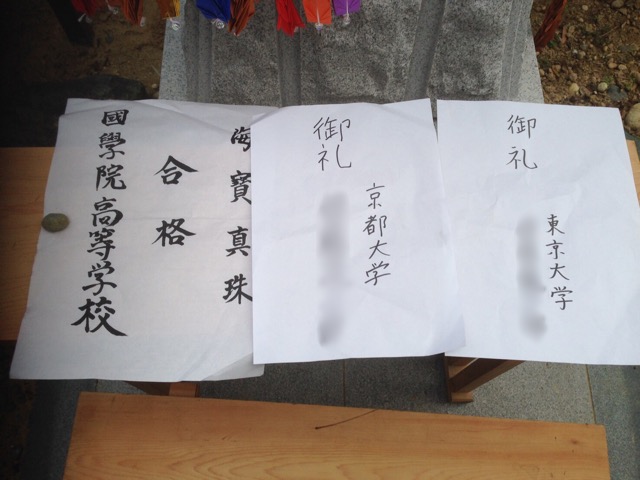 海寶真珠
合格
國學院高等学校
御礼
京都大学
御礼
東京大学